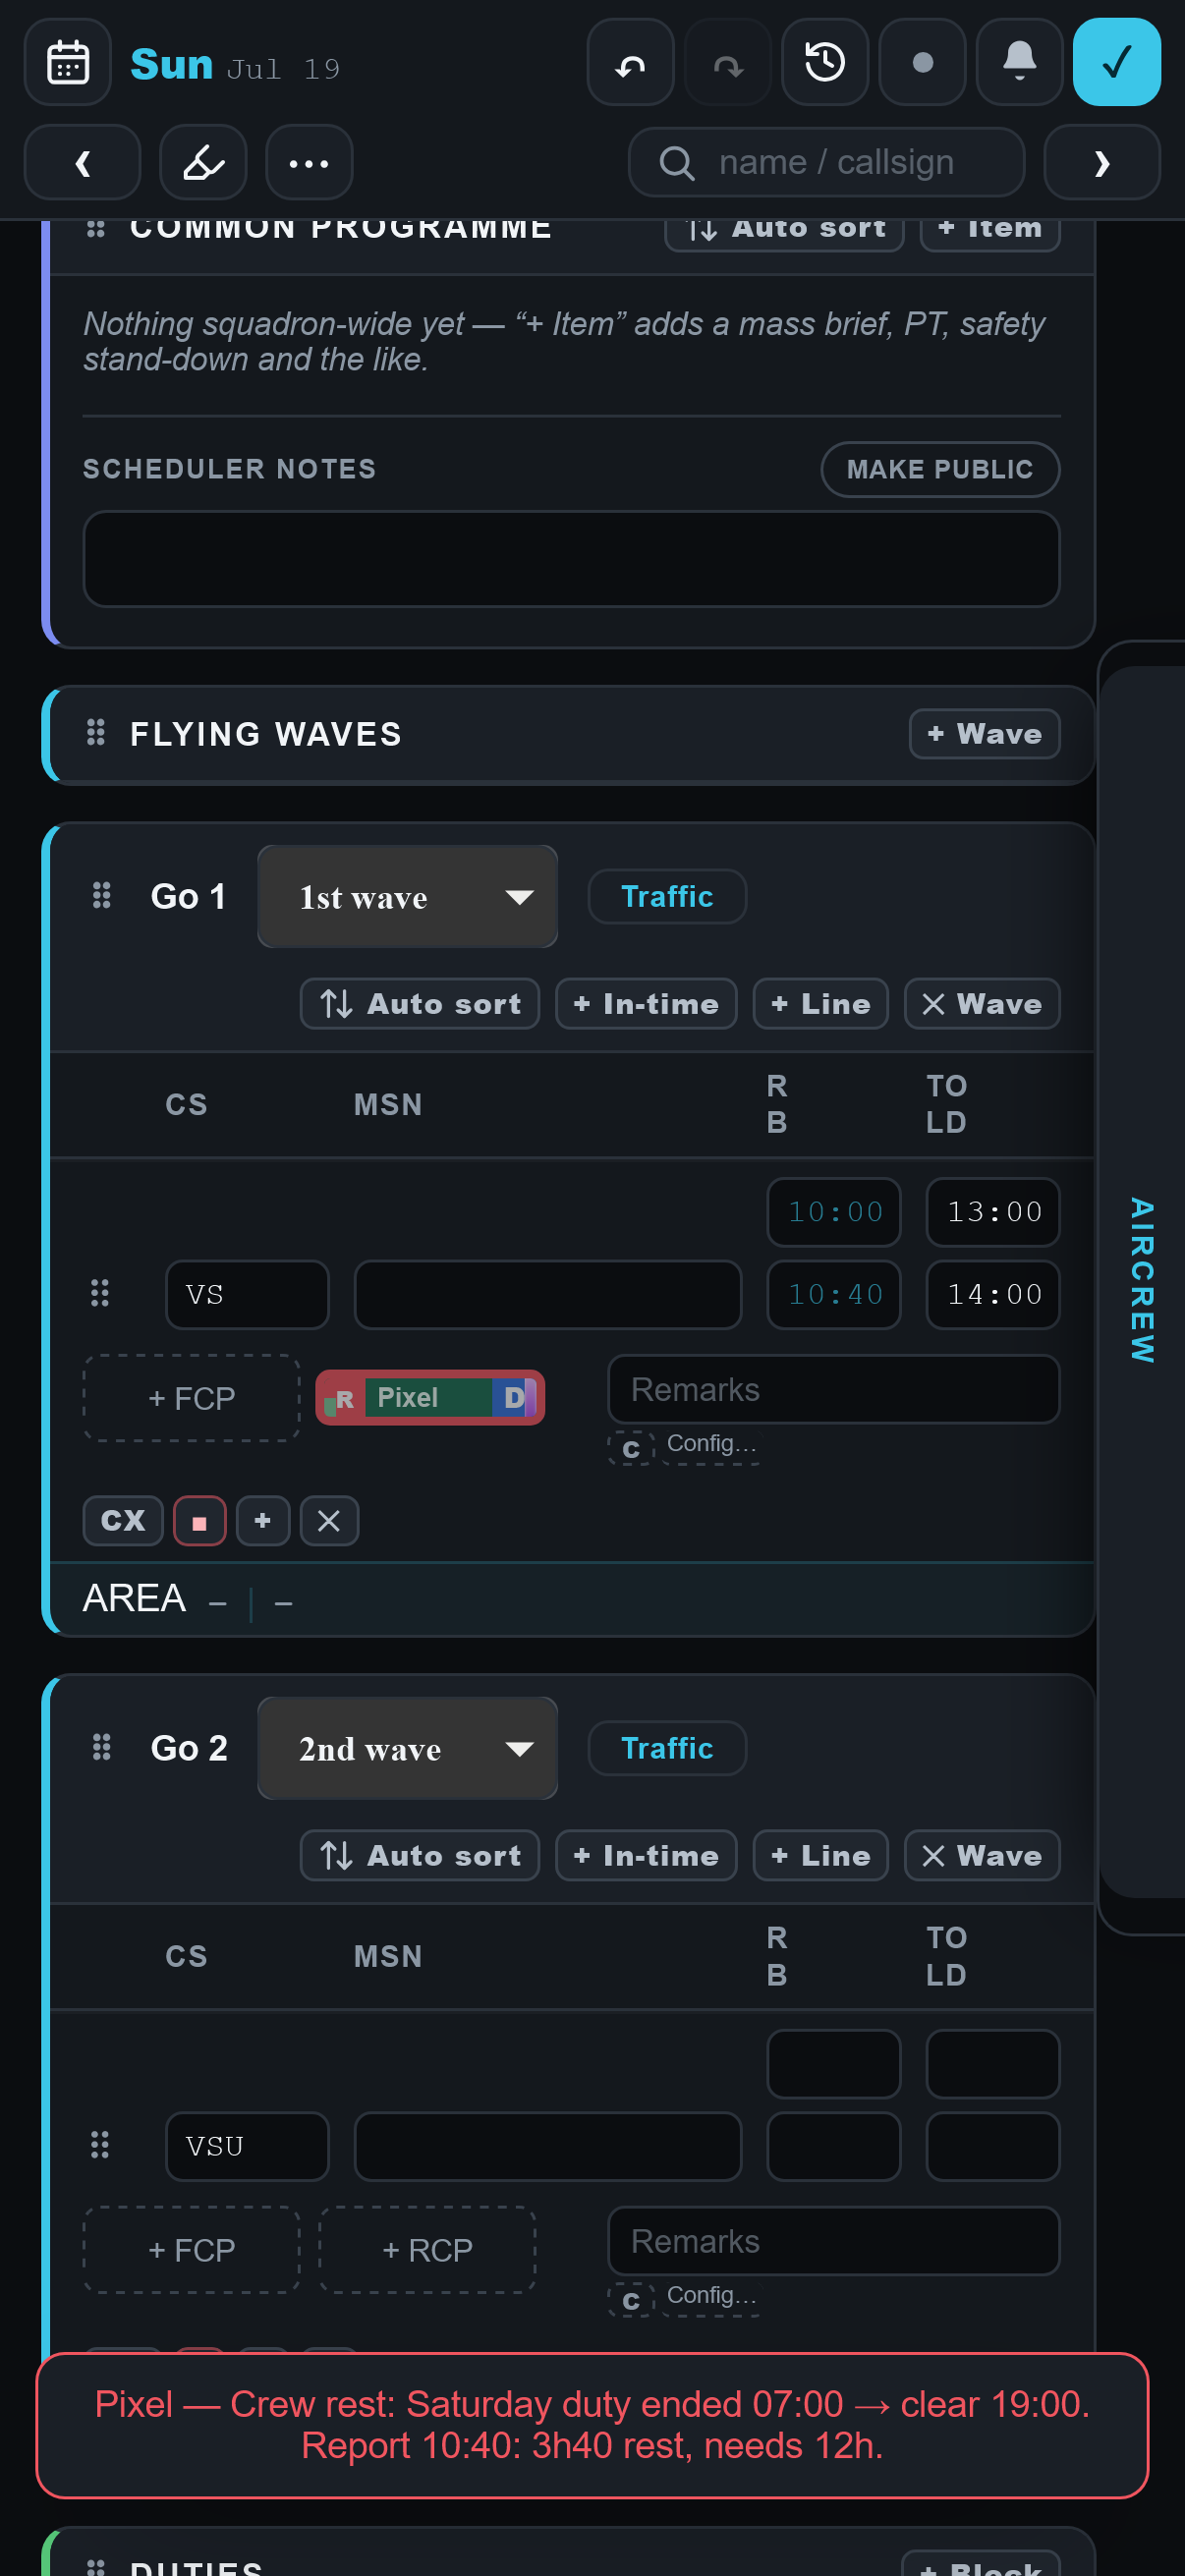 Sun Jul 19
name / callsign
COMMON PROGRAMME Auto sort + Item
Nothing squadron-wide yet — “+ Item” adds a mass brief, PT, safety
stand-down and the like.
SCHEDULER NOTES MAKE PUBLIC
FLYING WAVES + Wave
Go 1 1st wave Traffic
Auto sort + In-time + Line × Wave
CS MSN R TO
B LD
10:00 13:00
VS 10:40 14:00
+ FCP R Pixel D Remarks
C Config...
CX + ×
AREA – | –
AIRCREW
Go 2 2nd wave Traffic
Auto sort + In-time + Line × Wave
CS MSN R TO
B LD
VSU
+ FCP + RCP Remarks
C Config...
Pixel — Crew rest: Saturday duty ended 07:00 → clear 19:00.
Report 10:40: 3h40 rest, needs 12h.
DUTIES + Block